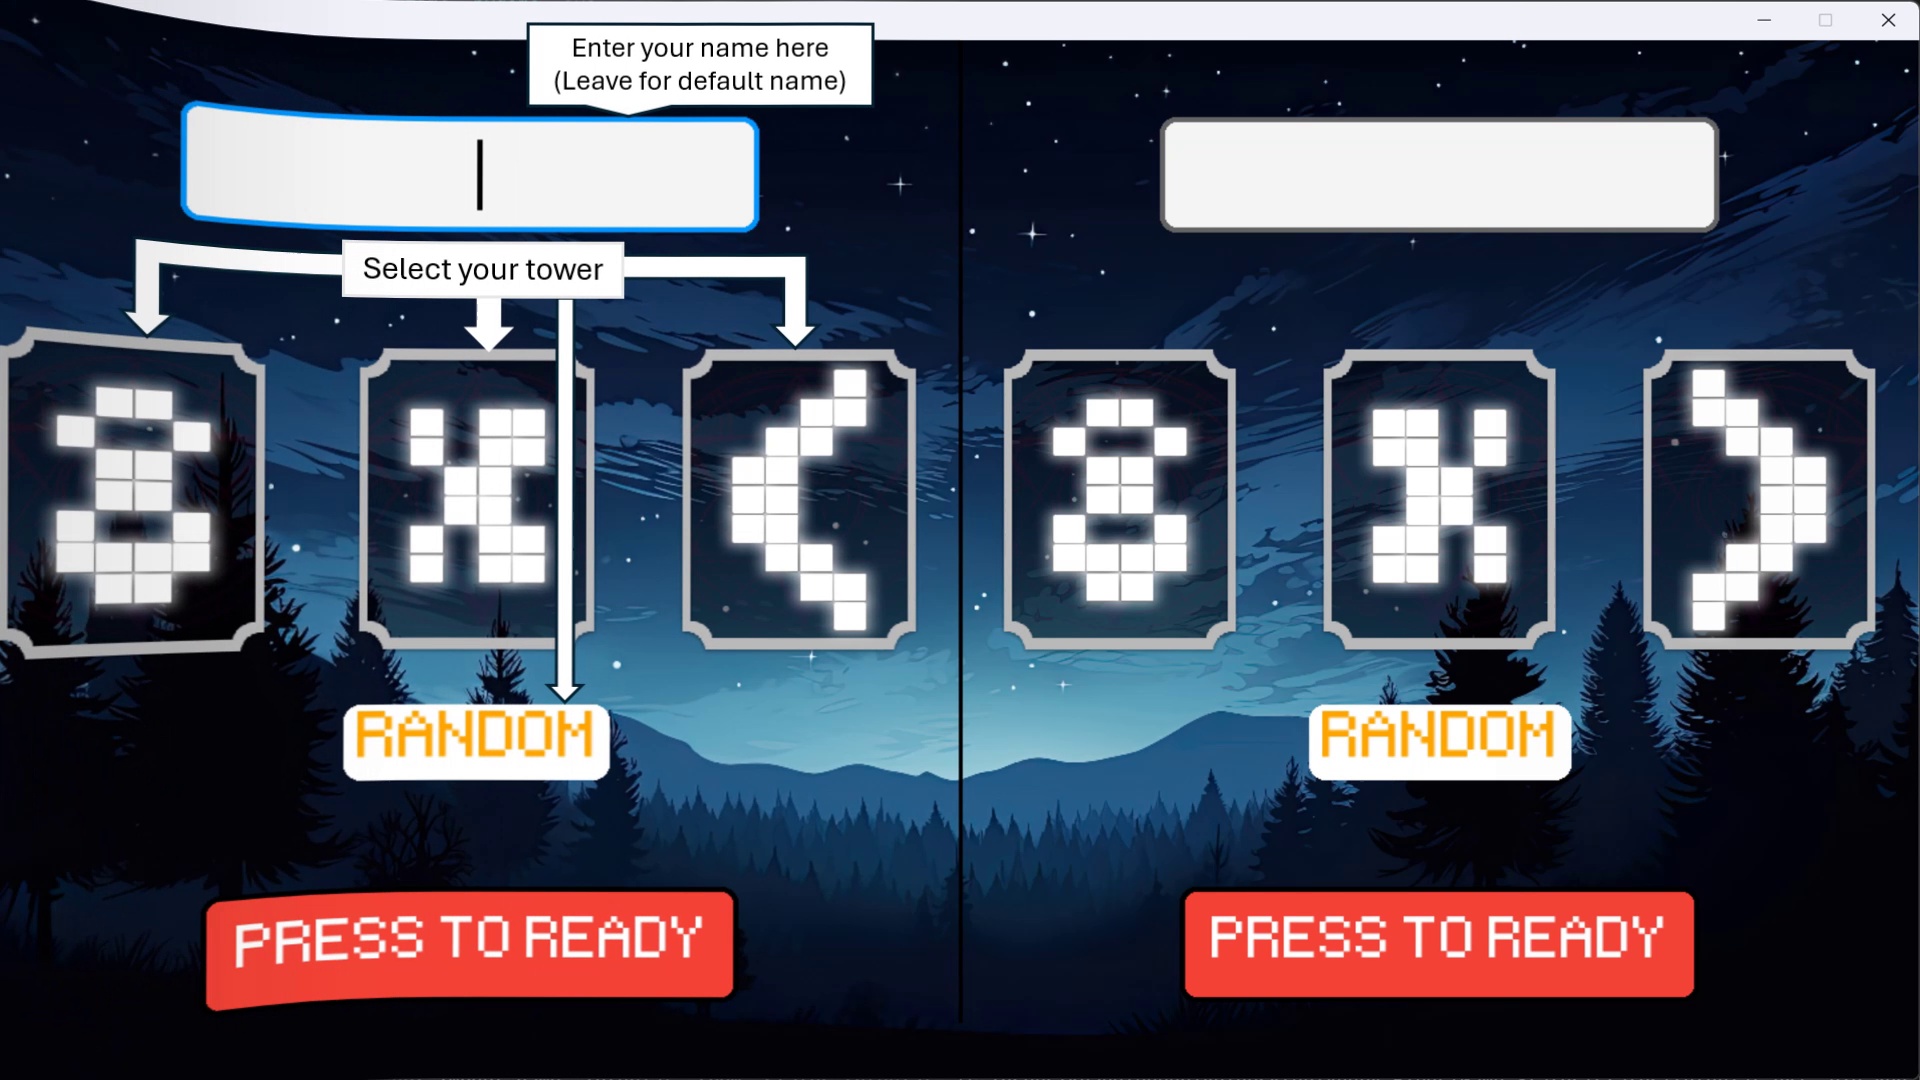 Enter your name here
(Leave for default name)
Select your tower
RANDOM
RANDOM
PRESS TO READY
PRESS TO READY